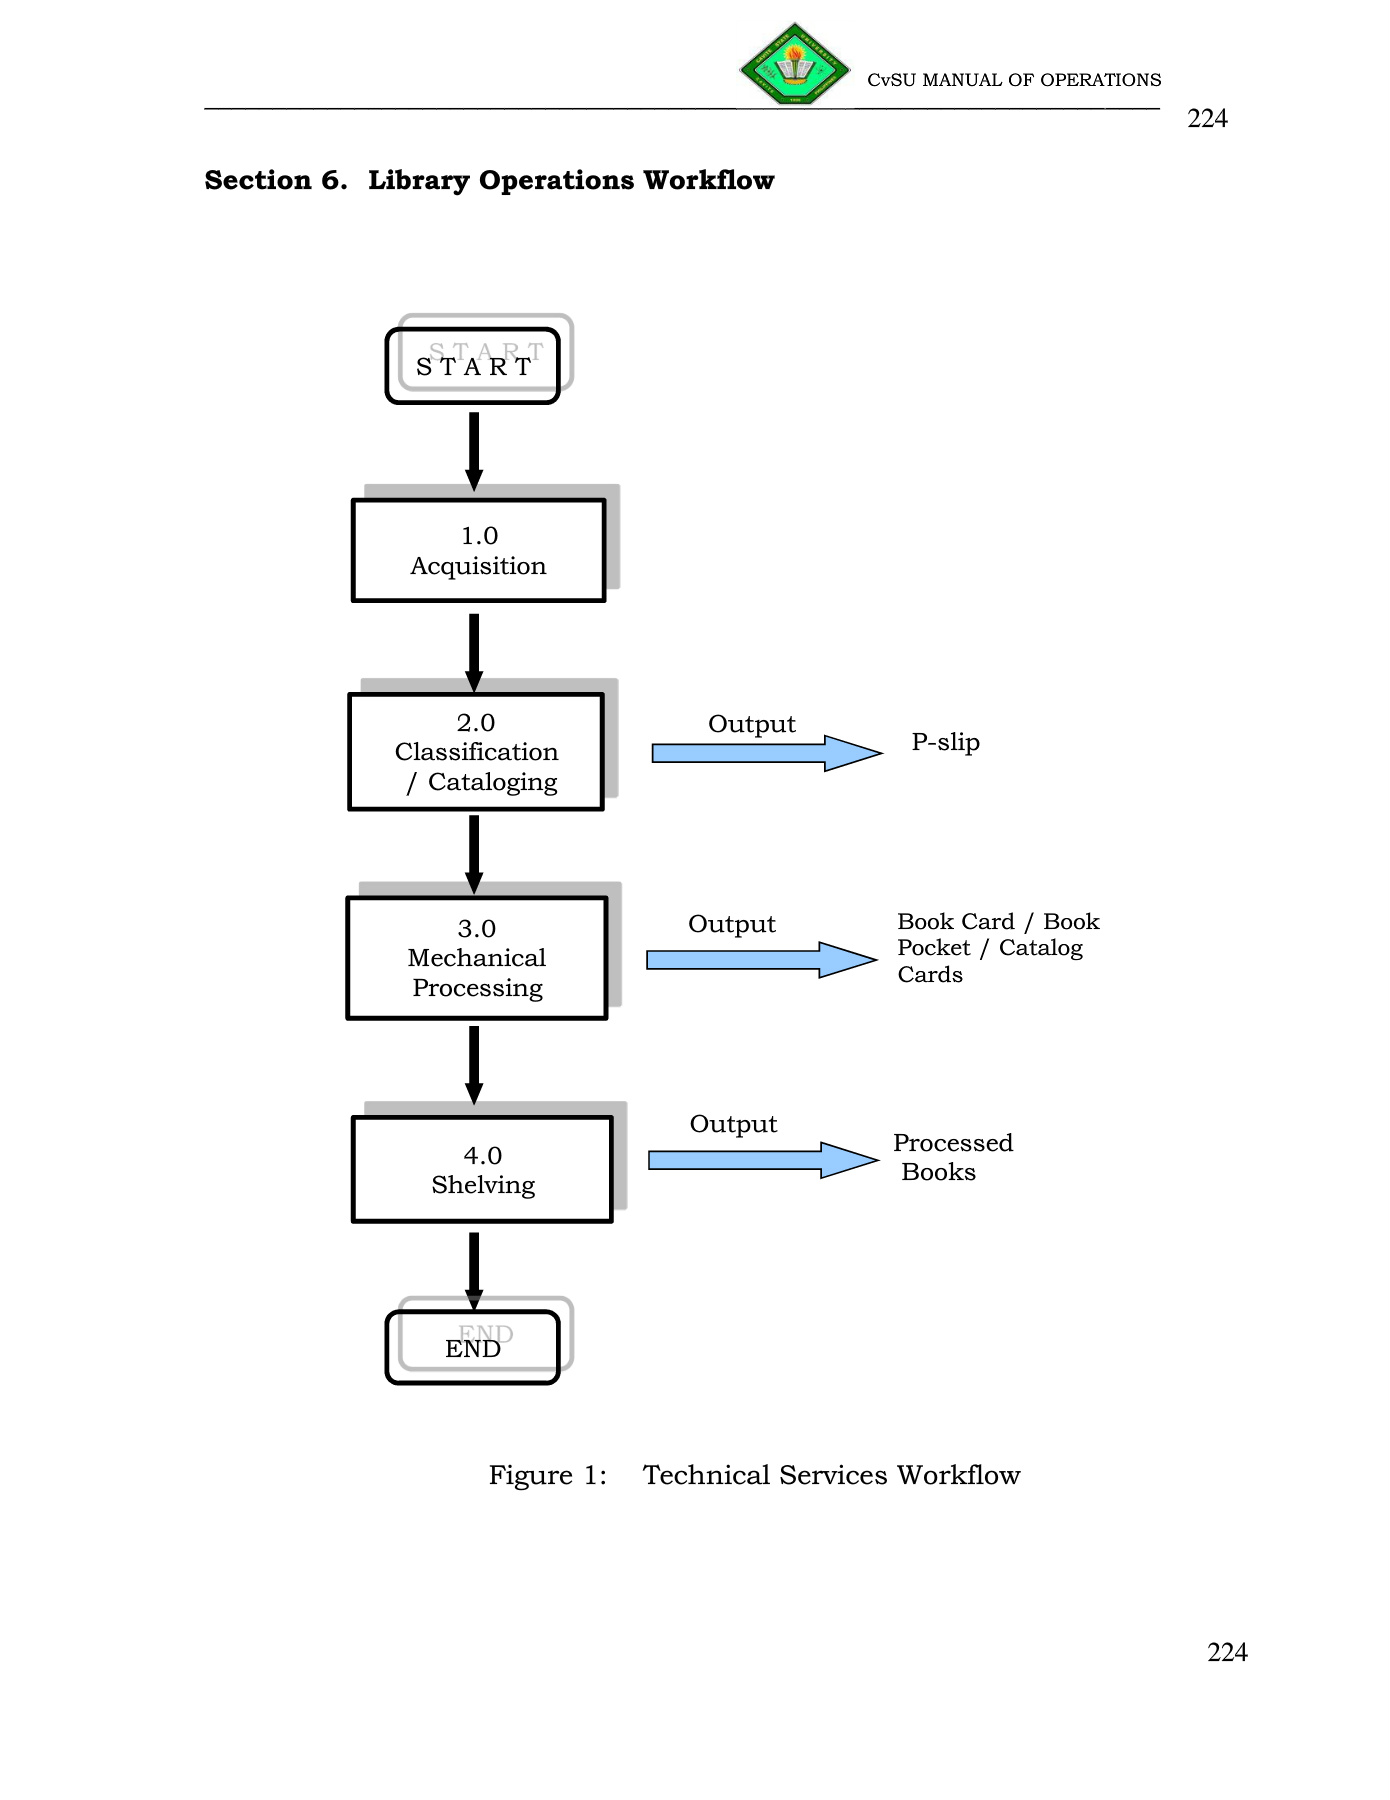 CvSU MANUAL OF OPERATIONS
224
Section 6. Library Operations Workflow
S T A R T
1.0
Acquisition
2.0
Classification
/ Cataloging
Output
P-slip
3.0
Mechanical
Processing
Output
Book Card / Book
Pocket / Catalog
Cards
4.0
Shelving
Output
Processed
Books
END
Figure 1: Technical Services Workflow
224